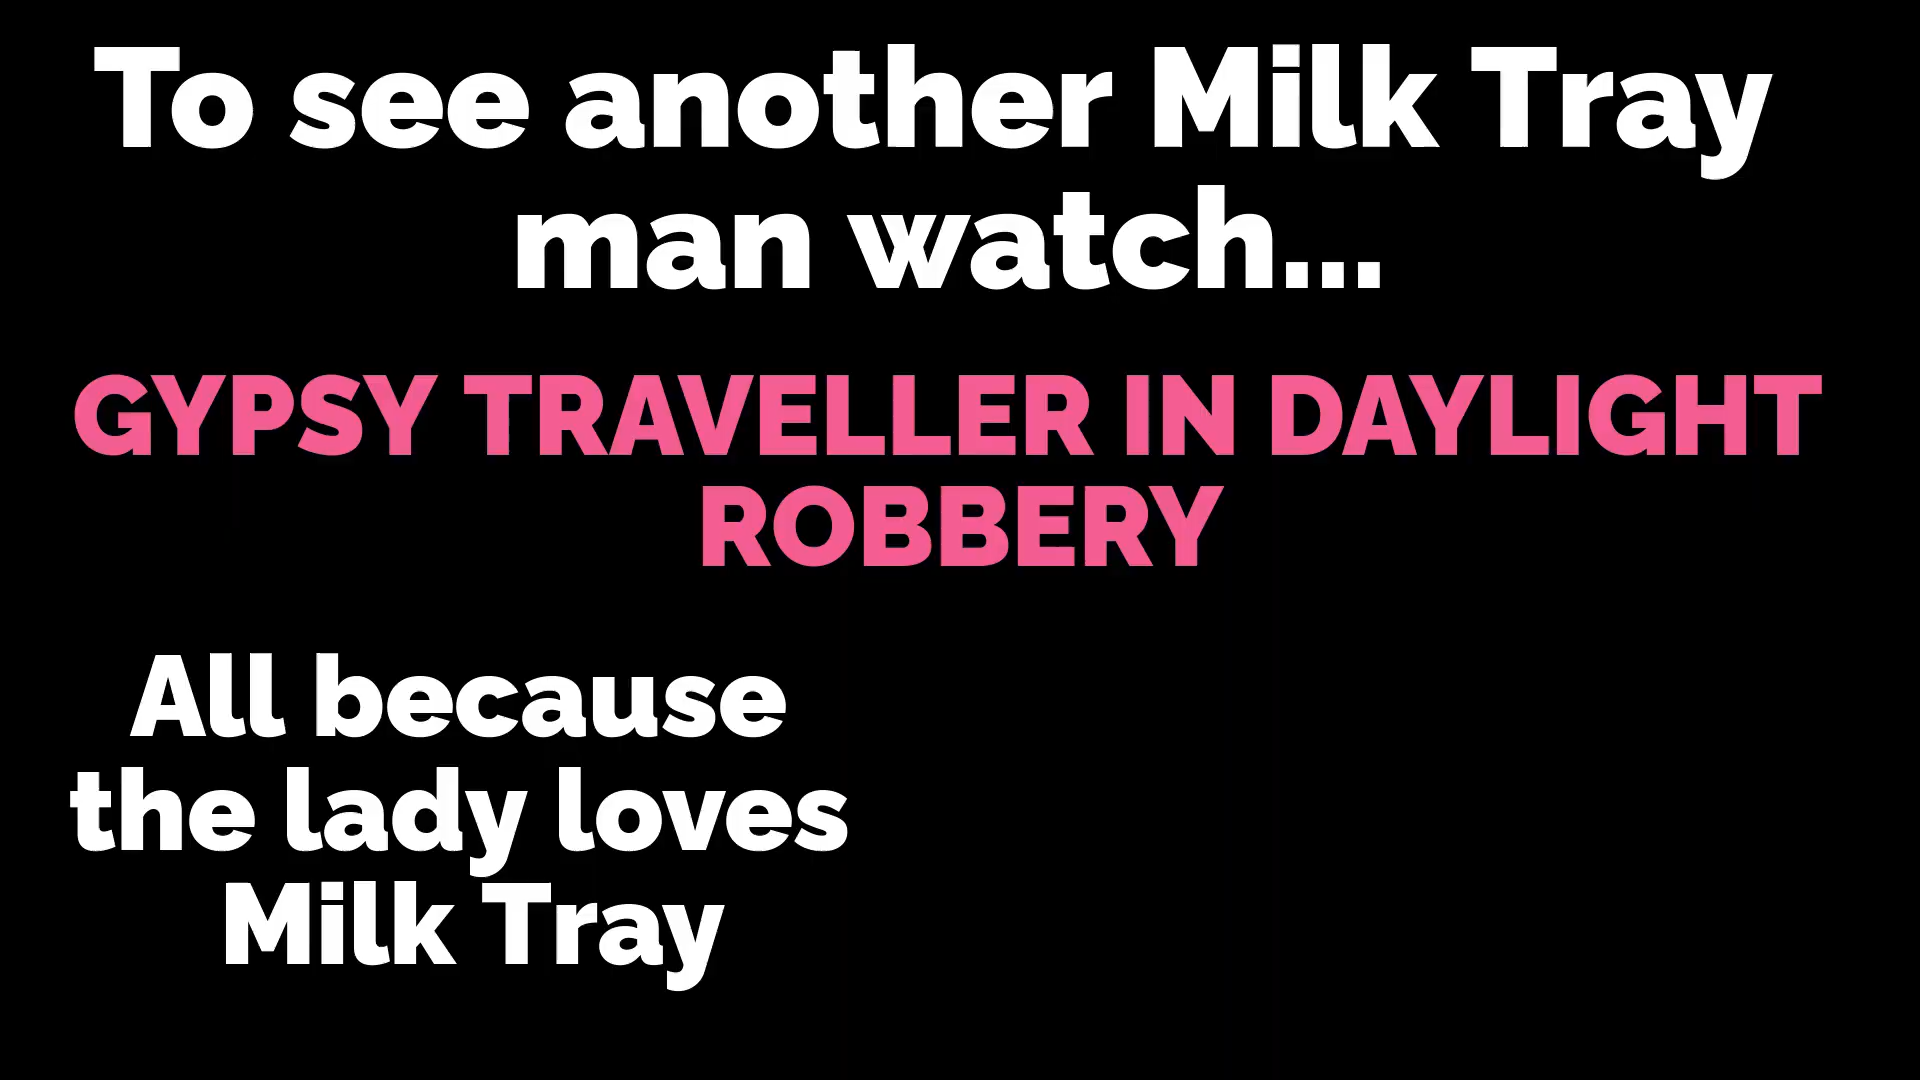 To see another Milk Tray
man watch...
GYPSY TRAVELLER IN DAYLIGHT
ROBBERY
All because
the lady loves
Milk Tray